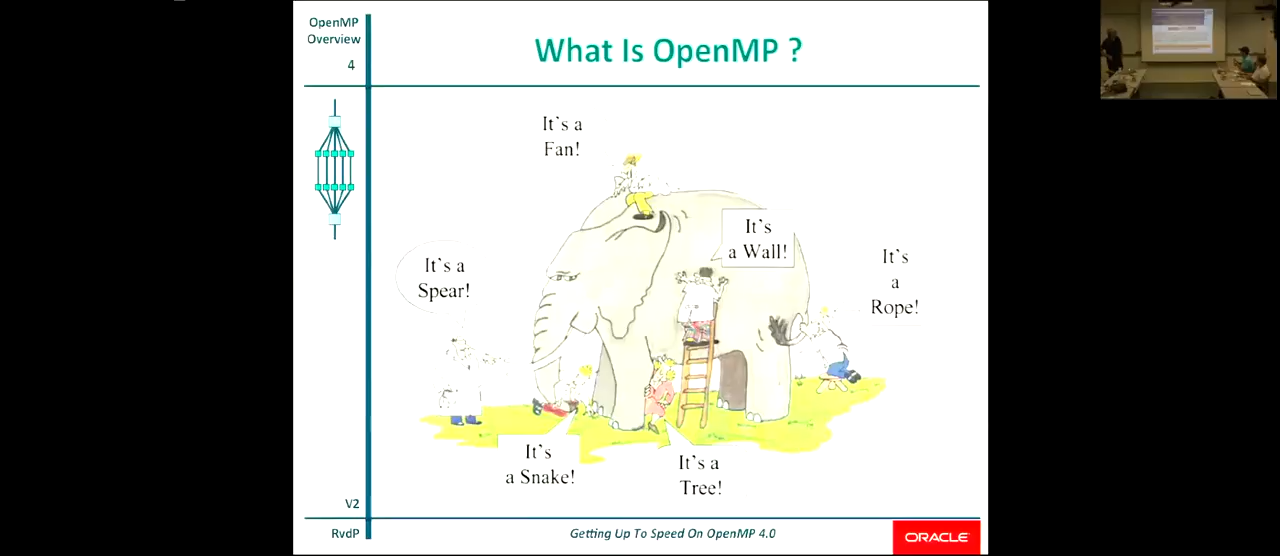 OpenMP
Overview
4
What Is OpenMP ?
It's a
Fan!
It's
a Wall!
It's a
Spear!
It's
a
Rope!
It's
a Snake!
It's a
Tree!
V2
RvdP
Getting Up To Speed On OpenMP 4.0
ORACLE